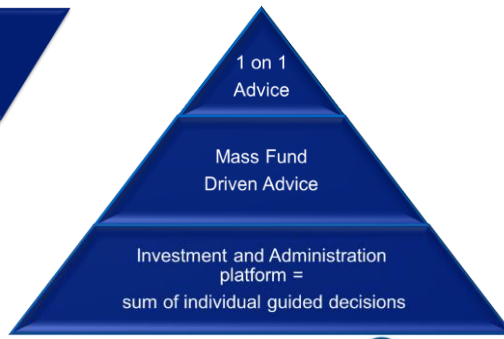 1 on 1
Advice
Mass Fund
Driven Advice
Investment and Administration
platform =
sum of individual guided decisions